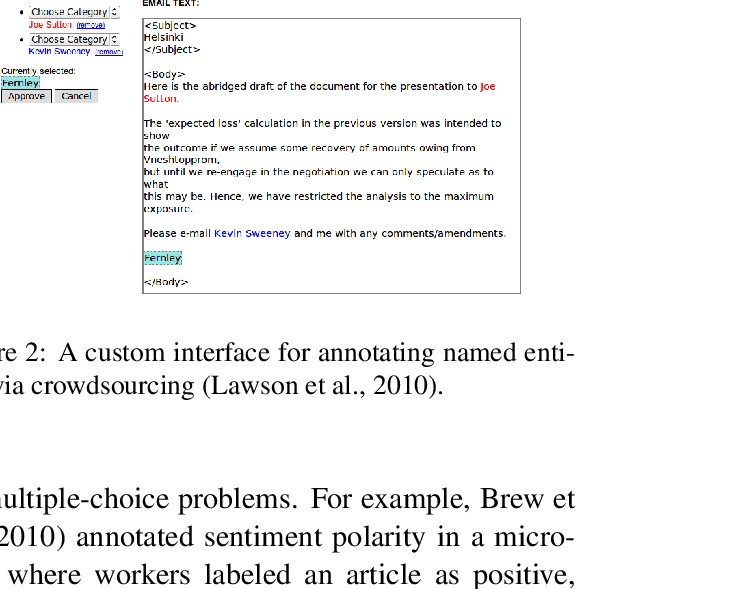 Choose Category
Joe Sutton (remove)
Choose Category
Kevin Sweeney (remove)
Currently selected:
Fernley
Approve Cancel
EMAIL TEXT:
<Subject>
Helsinki
</Subject>
<Body>
Here is the abridged draft of the document for the presentation to Joe
Sutton.
The 'expected loss' calculation in the previous version was intended to
show
the outcome if we assume some recovery of amounts owing from
Vneshtopprom,
but until we re-engage in the negotiation we can only speculate as to
what
this may be. Hence, we have restricted the analysis to the maximum
exposure.
Please e-mail Kevin Sweeney and me with any comments/amendments.
Fernley
</Body>
re 2: A custom interface for annotating named enti-
via crowdsourcing (Lawson et al., 2010).
ultiple-choice problems. For example, Brew et
2010) annotated sentiment polarity in a micro-
where workers labeled an article as positive,